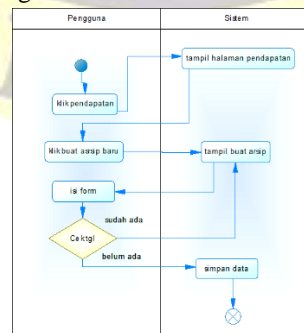 Pengguna
Sistem
tampil halaman pendapatan
klik pendapatan
klik buat asrsip baru
tampil buat arsip
isi form
sudah ada
Cek tgl
belum ada
simpan data